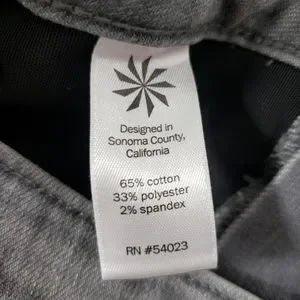 Designed in
Sonoma County,
California
65% cotton
33% polyester
2% spandex
RN #54023